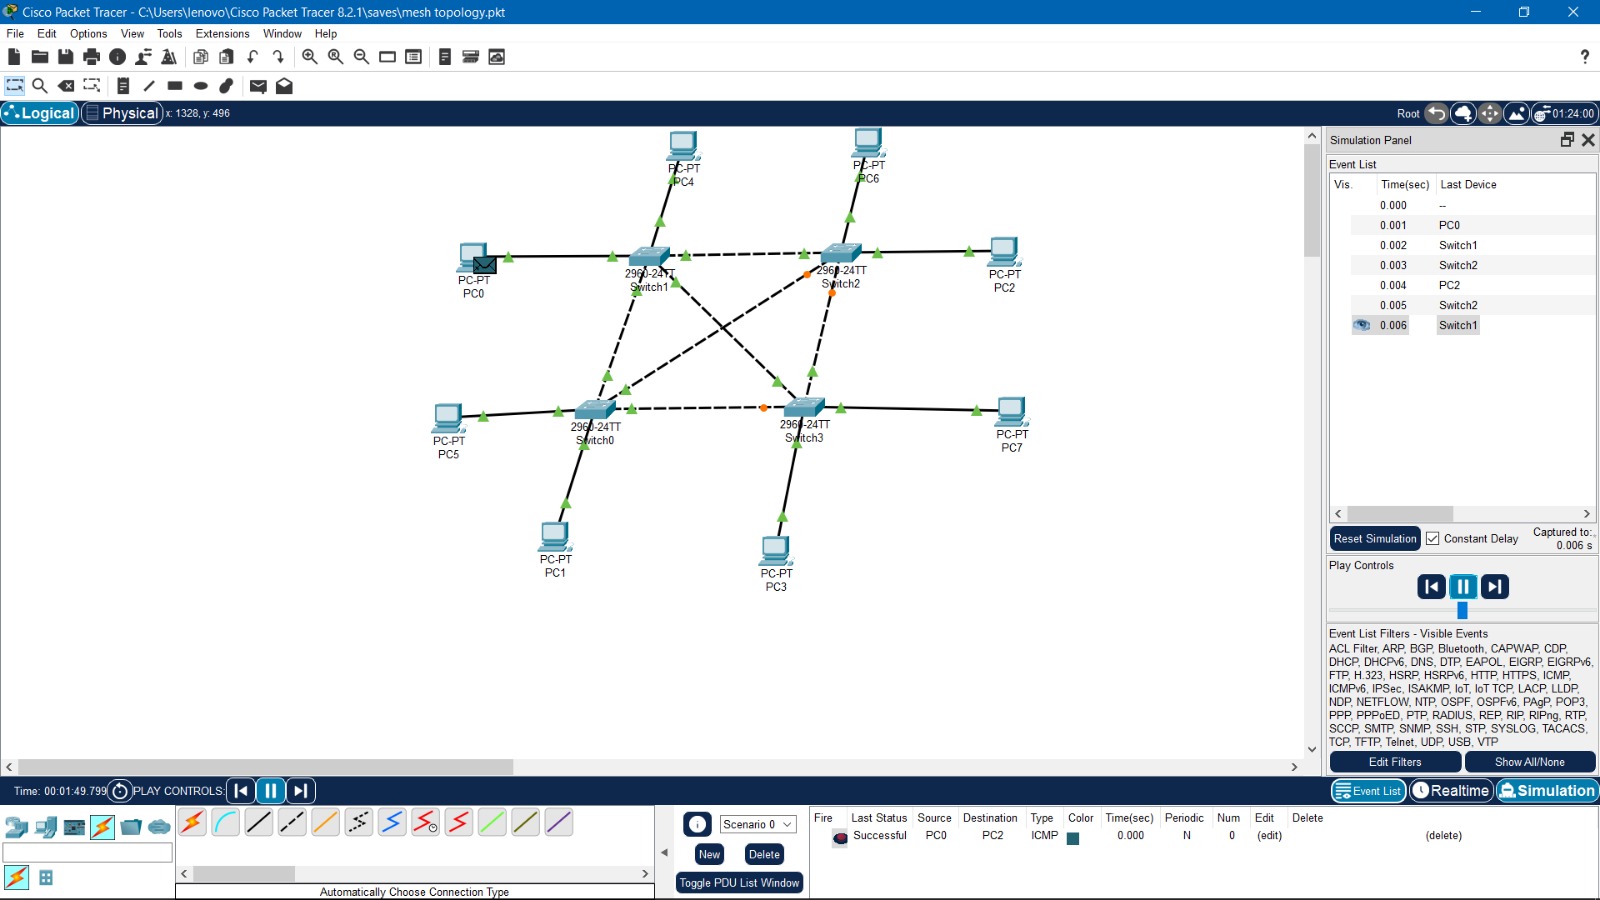 Cisco Packet Tracer - C:\Users\lenovo\Cisco Packet Tracer 8.2.1\saves\mesh topology.pkt
File Edit Options View Tools Extensions Window Help
?
Logical Physical x: 1328, y: 496 Root 01:24:00
PC-PT
PC4
PC-PT
PC6
PC-PT
PC0
2960-24TT
Switch1
2960-24TT
Switch2
PC-PT
PC2
PC-PT
PC5
2960-24TT
Switch0
2960-24TT
Switch3
PC-PT
PC7
PC-PT
PC1
PC-PT
PC3
Simulation Panel
Event List
Vis. Time(sec) Last Device
0.000 --
0.001 PC0
0.002 Switch1
0.003 Switch2
0.004 PC2
0.005 Switch2
0.006 Switch1
Reset Simulation Constant Delay Captured to:
0.006 s
Play Controls
Event List Filters - Visible Events
ACL Filter, ARP, BGP, Bluetooth, CAPWAP, CDP,
DHCP, DHCPv6, DNS, DTP, EAPOL, EIGRP, EIGRPv6,
FTP, H.323, HSRP, HSRPv6, HTTP, HTTPS, ICMP,
ICMPv6, IPSec, ISAKMP, IoT, IoT TCP, LACP, LLDP,
NDP, NETFLOW, NTP, OSPF, OSPFv6, PAgP, POP3,
PPP, PPPoED, PTP, RADIUS, REP, RIP, RIPng, RTP,
SCCP, SMTP, SNMP, SSH, STP, SYSLOG, TACACS,
TCP, TFTP, Telnet, UDP, USB, VTP
Edit Filters Show All/None
Time: 00:01:49.799 PLAY CONTROLS: Event List Realtime Simulation
Scenario 0
New Delete
Toggle PDU List Window
Automatically Choose Connection Type
Fire Last Status Source Destination Type Color Time(sec) Periodic Num Edit Delete
Successful PC0 PC2 ICMP 0.000 N 0 (edit) (delete)